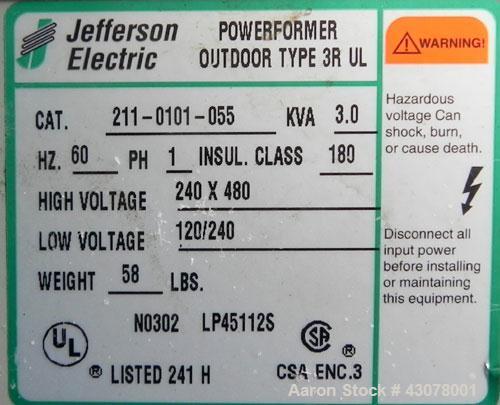 Jefferson Electric
POWERFORMER
OUTDOOR TYPE 3R UL
CAT. 211-0101-055 KVA 3.0
HZ. 60 PH 1 INSUL. CLASS 180
HIGH VOLTAGE 240 X 480
LOW VOLTAGE 120/240
WEIGHT 58 LBS.
N0302 LP45112S
UL ®
LISTED 241 H
SA ®
CSA ENC.3
WARNING!
Hazardous
voltage Can
shock, burn,
or cause death.
Disconnect all
input power
before installing
or maintaining
this equipment.
Aaron Stock # 43078001